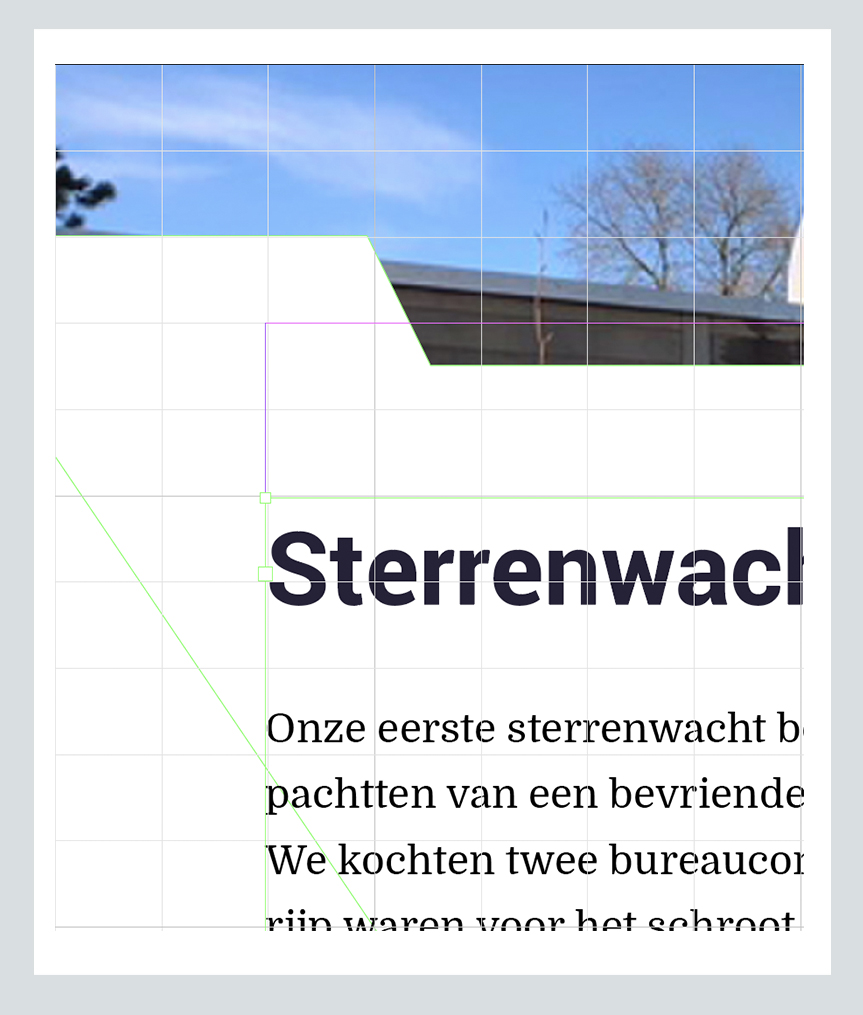 Sterrenwach
Onze eerste sterrenwacht b
pachtten van een bevriende
We kochten twee bureaucor
rijp waren voor het schroot